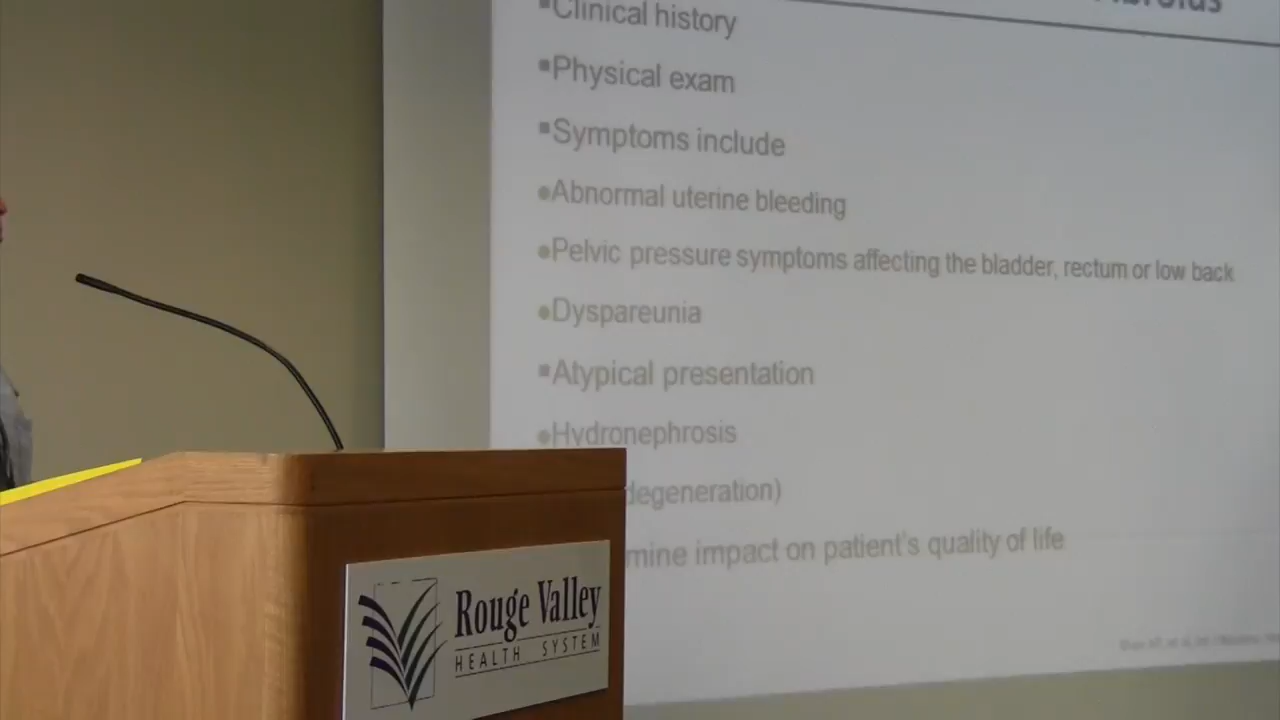 Clinical history
Physical exam
Symptoms include
Abnormal uterine bleeding
Pelvic pressure symptoms affecting the bladder, rectum or low back
Dyspareunia
Atypical presentation
Hydronephrosis
degeneration)
mine impact on patient's quality of life
Rouge Valley
HEALTH SYSTEM